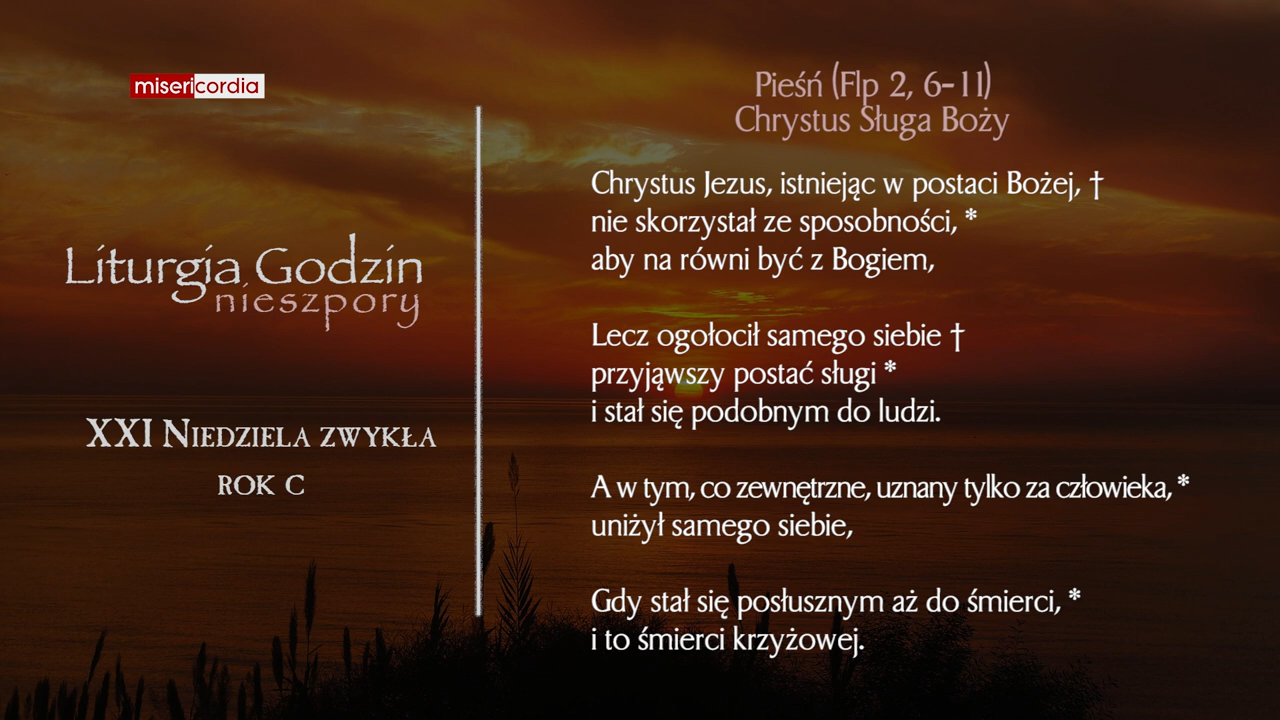 misericordia
Liturgia Godzin
nieszpory
XXI Niedziela zwykła
rok C
Pieśń (Flp 2, 6-11)
Chrystus Sługa Boży
Chrystus Jezus, istniejąc w postaci Bożej, †
nie skorzystał ze sposobności, *
aby na równi być z Bogiem,
Lecz ogołocił samego siebie †
przyjąwszy postać sługi *
i stał się podobnym do ludzi.
A w tym, co zewnętrzne, uznany tylko za człowieka, *
uniżył samego siebie,
Gdy stał się posłusznym aż do śmierci, *
i to śmierci krzyżowej.